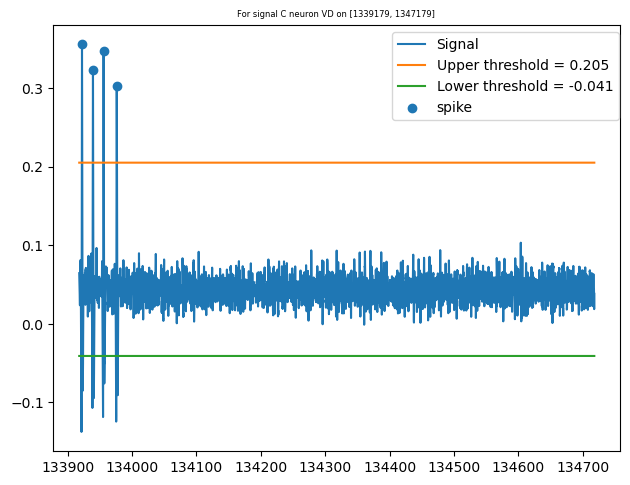 For signal C neuron VD on [1339179, 1347179]
Signal
Upper threshold = 0.205
Lower threshold = -0.041
spike
0.3
0.2
0.1
0.0
−0.1
133900 134000 134100 134200 134300 134400 134500 134600 134700